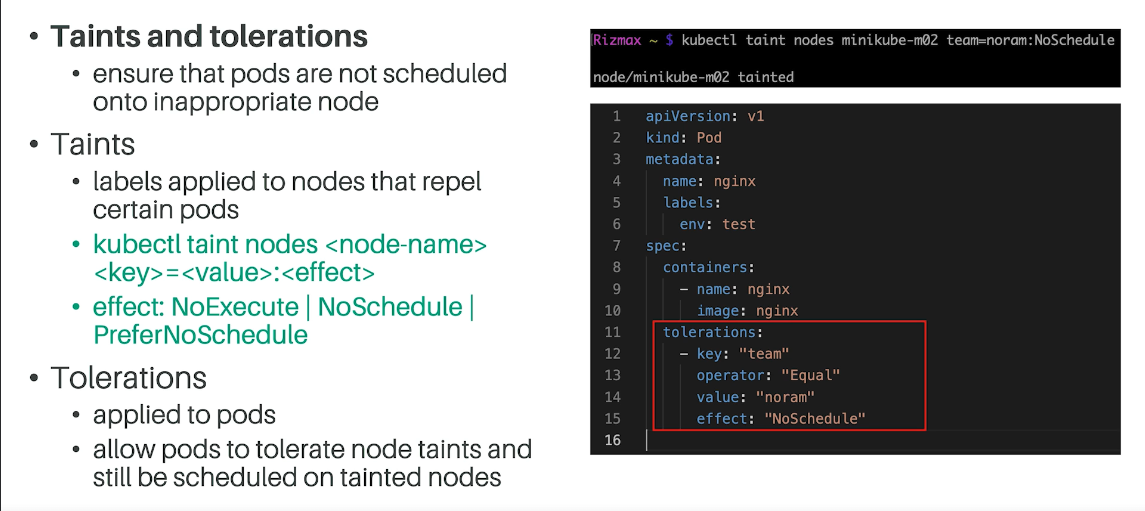 • Taints and tolerations
• ensure that pods are not scheduled
onto inappropriate node
• Taints
• labels applied to nodes that repel
certain pods
• kubectl taint nodes <node-name>
<key>=<value>:<effect>
• effect: NoExecute | NoSchedule |
PreferNoSchedule
• Tolerations
• applied to pods
• allow pods to tolerate node taints and
still be scheduled on tainted nodes
Rizmax ~ $ kubectl taint nodes minikube-m02 team=noram:NoSchedule
node/minikube-m02 tainted
1 apiVersion: v1
2 kind: Pod
3 metadata:
4   name: nginx
5   labels:
6     env: test
7 spec:
8   containers:
9     - name: nginx
10       image: nginx
11   tolerations:
12     - key: "team"
13       operator: "Equal"
14       value: "noram"
15       effect: "NoSchedule"
16